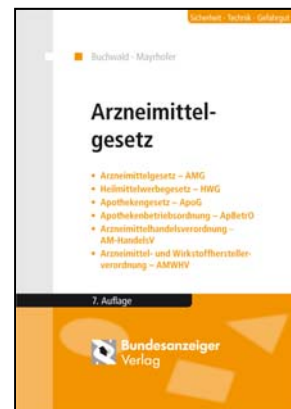 Sicherheit - Technik - Gefahrgut
Buchwald · Mayrhofer
Arzneimittel-
gesetz
• Arzneimittelgesetz – AMG
• Heilmittelwerbegesetz – HWG
• Apothekengesetz – ApoG
• Apothekenbetriebsordnung – ApBetrO
• Arzneimittelhandelsverordnung –
AM-HandelsV
• Arzneimittel- und Wirkstoffhersteller-
verordnung – AMWHV
7. Auflage
Bundesanzeiger
Verlag